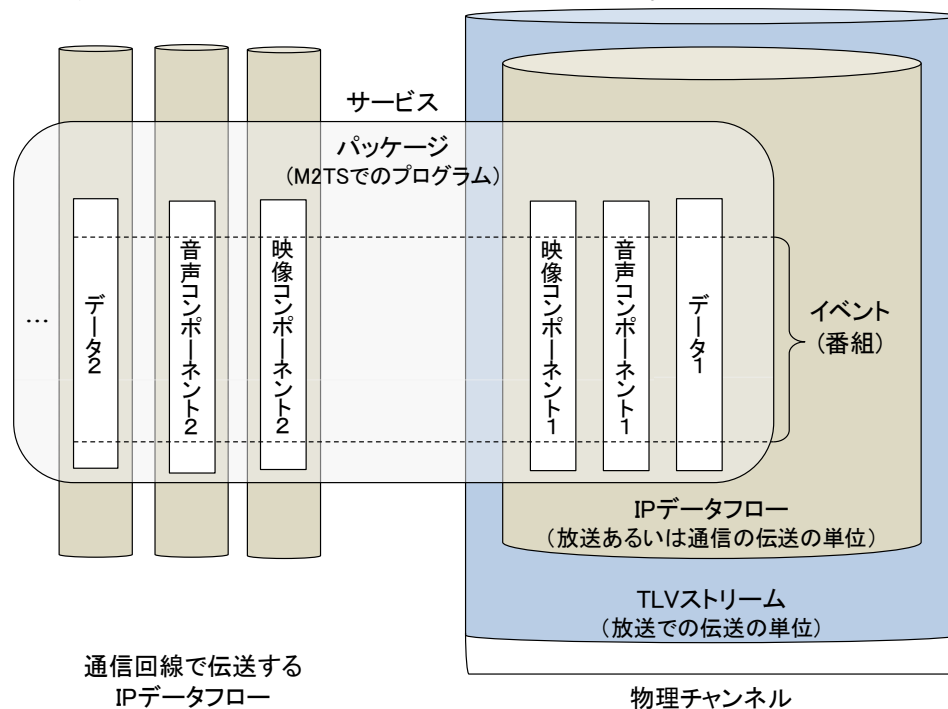 サービス
パッケージ
(M2TSでのプログラム)
…
データ2
音声コンポーネント2
映像コンポーネント2
映像コンポーネント1
音声コンポーネント1
データ1
イベント
(番組)
IPデータフロー
(放送あるいは通信の伝送の単位)
TLVストリーム
(放送での伝送の単位)
通信回線で伝送する
IPデータフロー
物理チャンネル